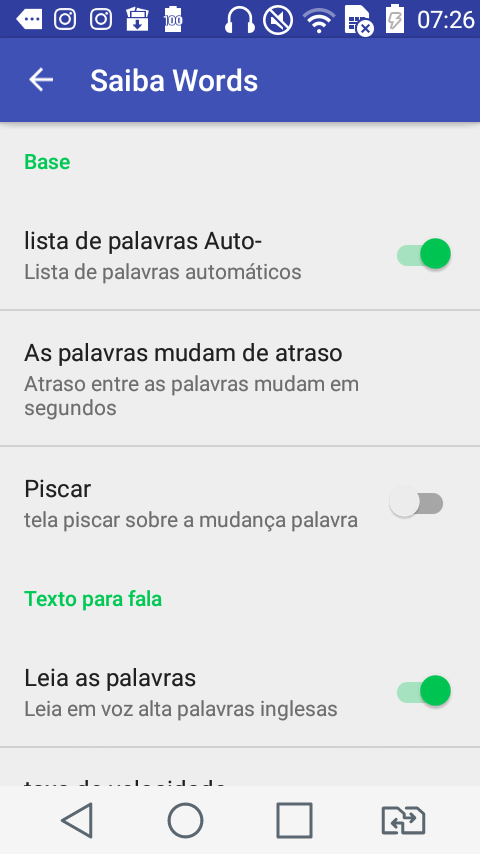 100
07:26
Saiba Words
Base
lista de palavras Auto-
Lista de palavras automáticos
As palavras mudam de atraso
Atraso entre as palavras mudam em
segundos
Piscar
tela piscar sobre a mudança palavra
Texto para fala
Leia as palavras
Leia em voz alta palavras inglesas